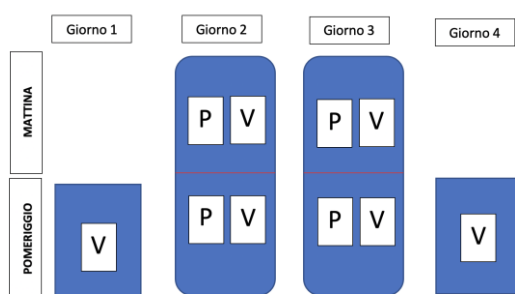 Giorno 1
Giorno 2
Giorno 3
Giorno 4
MATTINA
P V
P V
POMERIGGIO
V
P V
P V
V